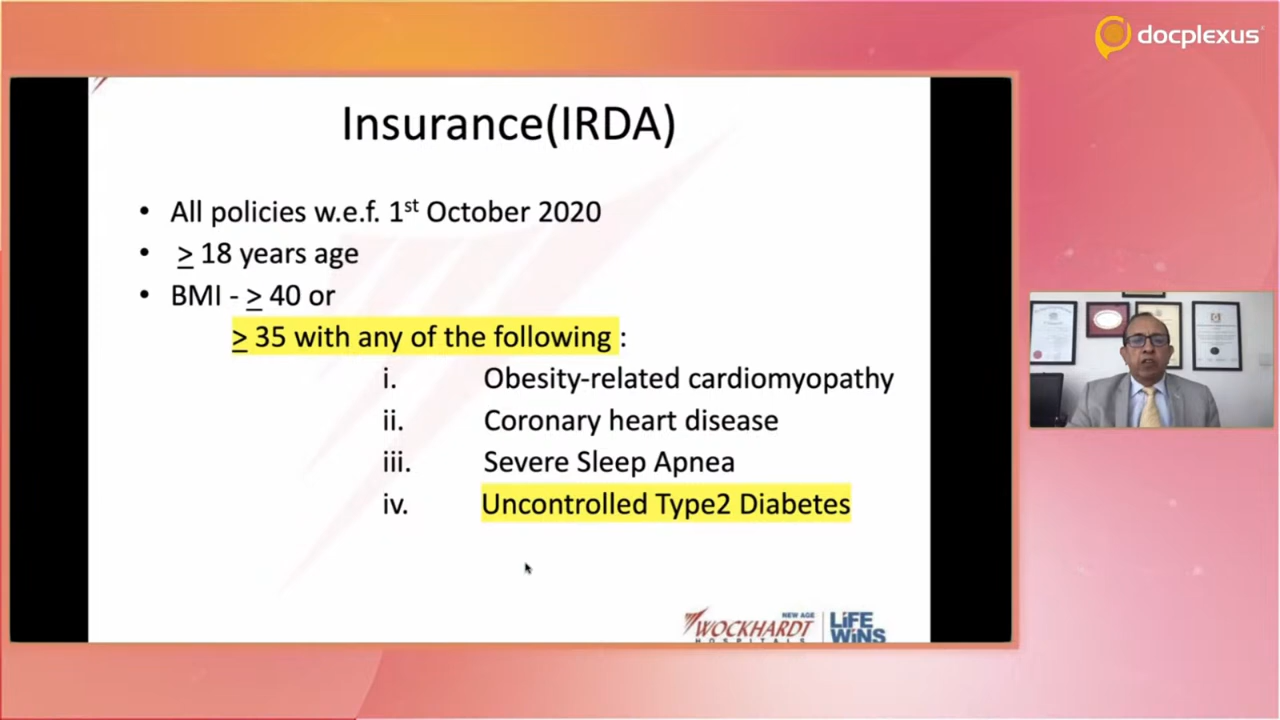 docplexus
Insurance(IRDA)
• All policies w.e.f. 1st October 2020
• ≥ 18 years age
• BMI - ≥ 40 or
≥ 35 with any of the following :
i. Obesity-related cardiomyopathy
ii. Coronary heart disease
iii. Severe Sleep Apnea
iv. Uncontrolled Type2 Diabetes
NEW AGE
WOCKHARDT
HOSPITALS
LiFE
WiNS